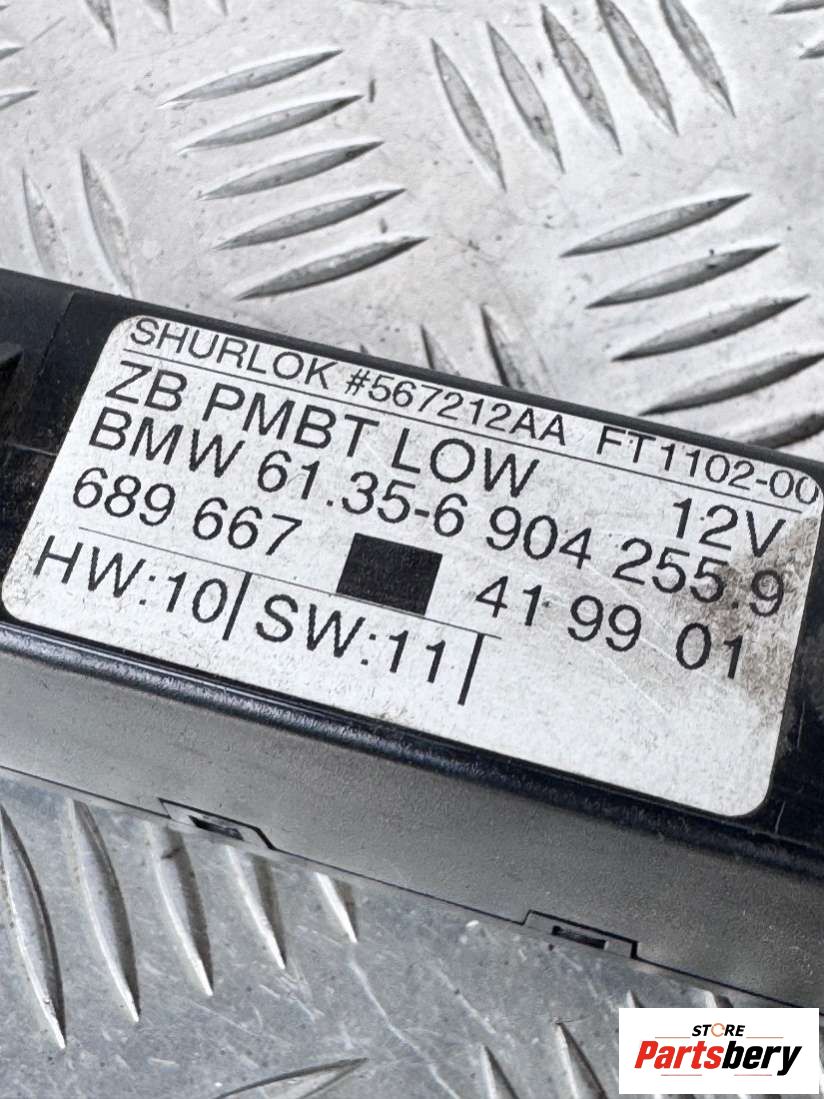 SHURLOK #567212AA FT1102-00
ZB PMBT LOW 12V
BMW 61.35-6 904 255.9
689 667 41 99 01
HW:10 SW:11
STORE
Partsbery